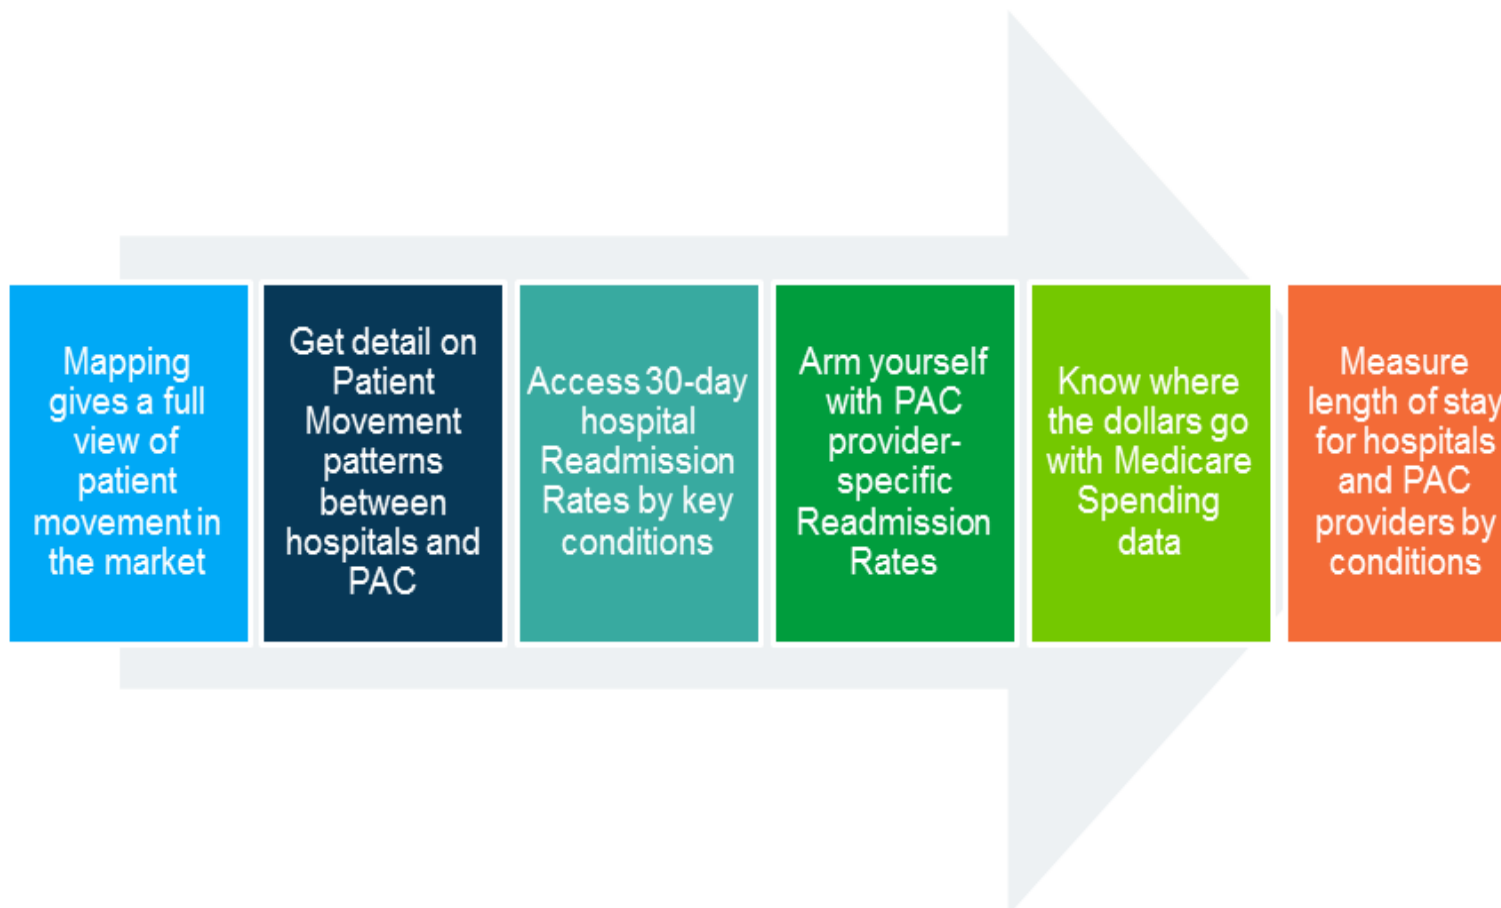 Mapping
gives a full
view of
patient
movement in
the market
Get detail on
Patient
Movement
patterns
between
hospitals and
PAC
Access 30-day
hospital
Readmission
Rates by key
conditions
Arm yourself
with PAC
provider-
specific
Readmission
Rates
Know where
the dollars go
with Medicare
Spending
data
Measure
length of stay
for hospitals
and PAC
providers by
conditions